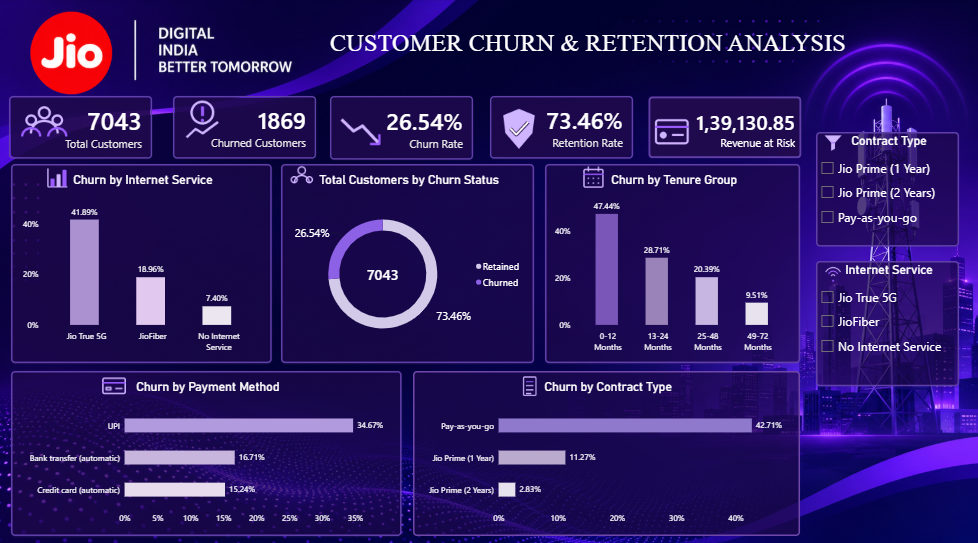 Jio
DIGITAL
INDIA
BETTER TOMORROW
CUSTOMER CHURN & RETENTION ANALYSIS
7043
Total Customers
1869
Churned Customers
26.54%
Churn Rate
73.46%
Retention Rate
1,39,130.85
Revenue at Risk
Contract Type
Jio Prime (1 Year)
Jio Prime (2 Years)
Pay-as-you-go
Internet Service
Jio True 5G
JioFiber
No Internet Service
Churn by Internet Service
41.89%
18.96%
7.40%
40%
20%
0%
Jio True 5G
JioFiber
No Internet
Service
Total Customers by Churn Status
26.54%
7043
73.46%
Retained
Churned
Churn by Tenure Group
47.44%
28.71%
20.39%
9.51%
40%
20%
0%
0-12
Months
13-24
Months
25-48
Months
49-72
Months
Churn by Payment Method
UPI
34.67%
Bank transfer (automatic)
16.71%
Credit card (automatic)
15.24%
0% 5% 10% 15% 20% 25% 30% 35%
Churn by Contract Type
Pay-as-you-go
42.71%
Jio Prime (1 Year)
11.27%
Jio Prime (2 Years)
2.83%
0% 10% 20% 30% 40%